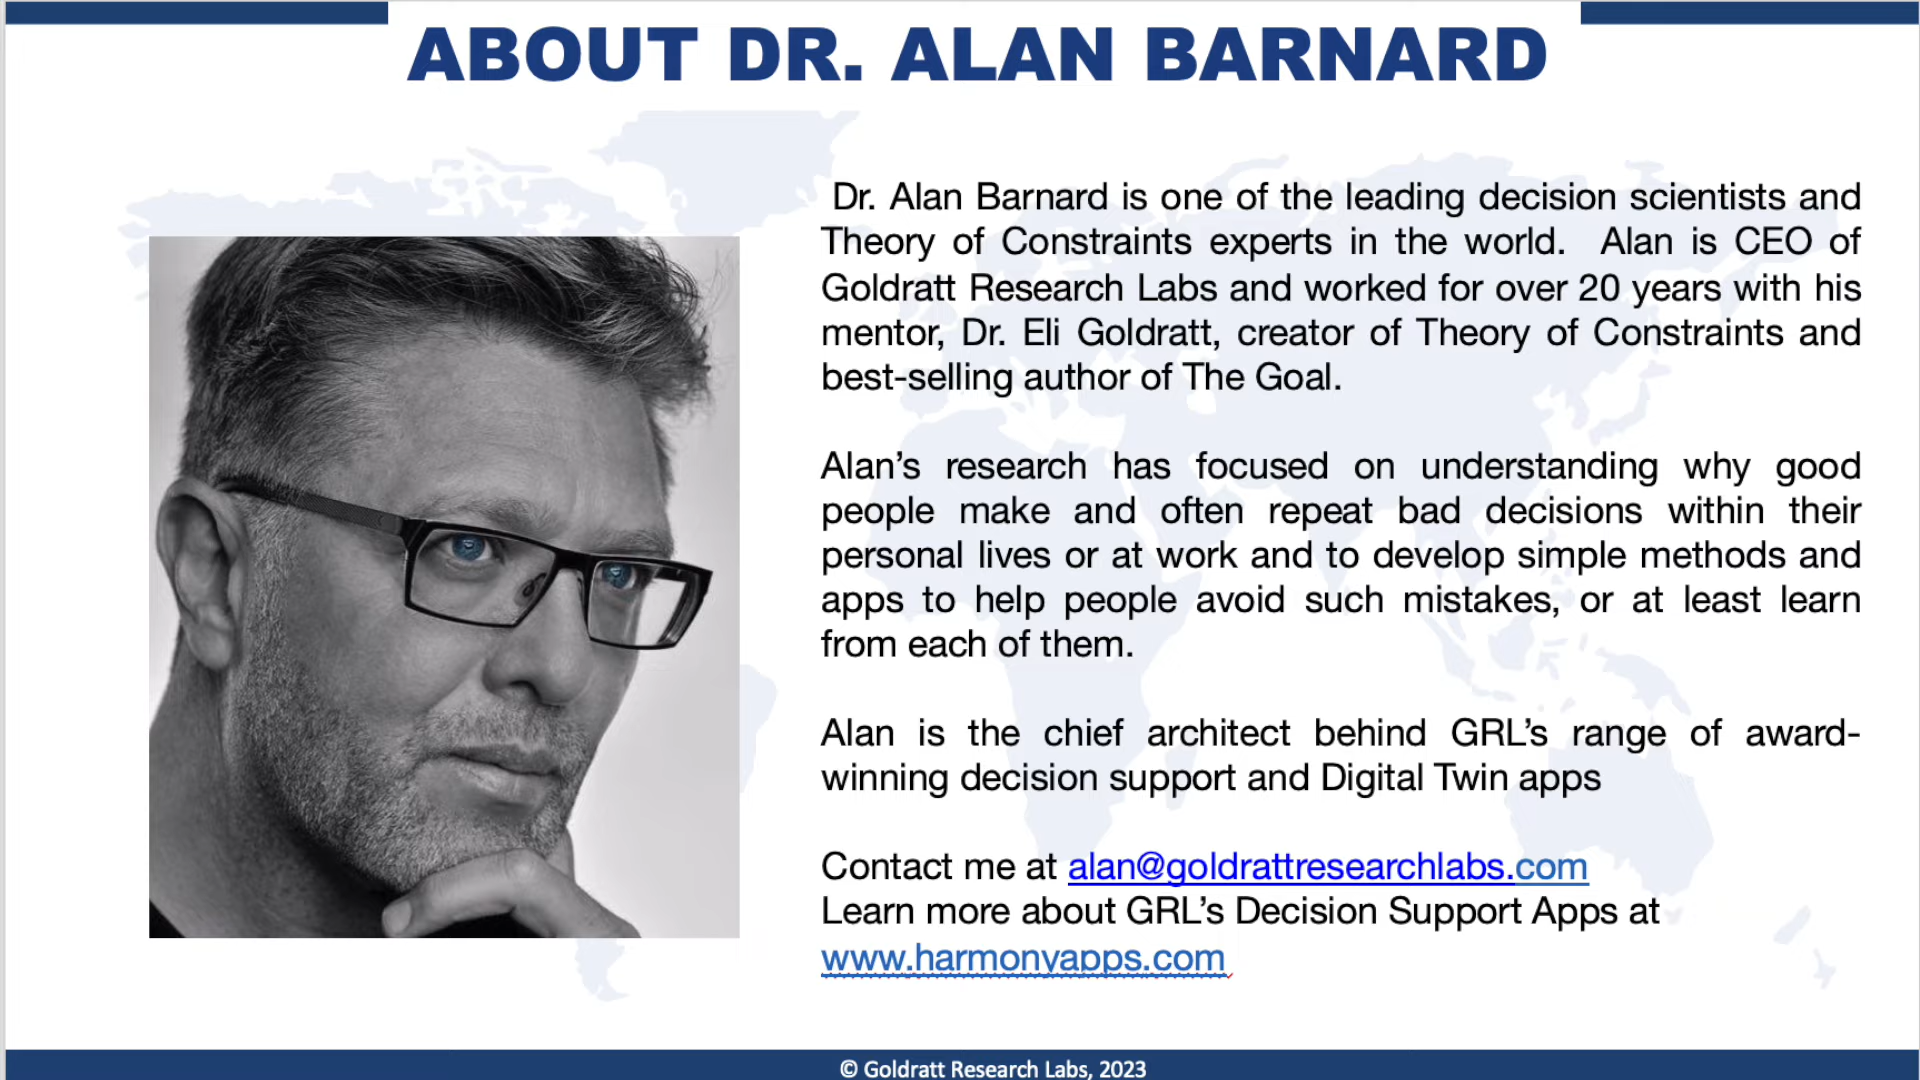 ABOUT DR. ALAN BARNARD
Dr. Alan Barnard is one of the leading decision scientists and
Theory of Constraints experts in the world. Alan is CEO of
Goldratt Research Labs and worked for over 20 years with his
mentor, Dr. Eli Goldratt, creator of Theory of Constraints and
best-selling author of The Goal.
Alan’s research has focused on understanding why good
people make and often repeat bad decisions within their
personal lives or at work and to develop simple methods and
apps to help people avoid such mistakes, or at least learn
from each of them.
Alan is the chief architect behind GRL’s range of award-
winning decision support and Digital Twin apps
Contact me at alan@goldrattresearchlabs.com
Learn more about GRL’s Decision Support Apps at
www.harmonyapps.com
© Goldratt Research Labs, 2023